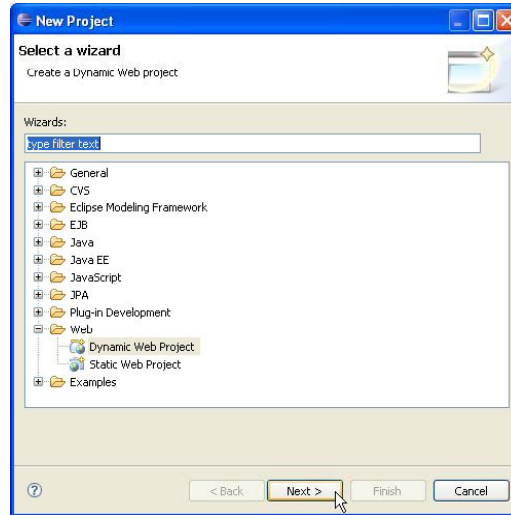 New Project
Select a wizard
Create a Dynamic Web project
Wizards:
type filter text
General
CVS
Eclipse Modeling Framework
EJB
Java
Java EE
JavaScript
JPA
Plug-in Development
Web
Dynamic Web Project
Static Web Project
Examples
< Back Next > Finish Cancel